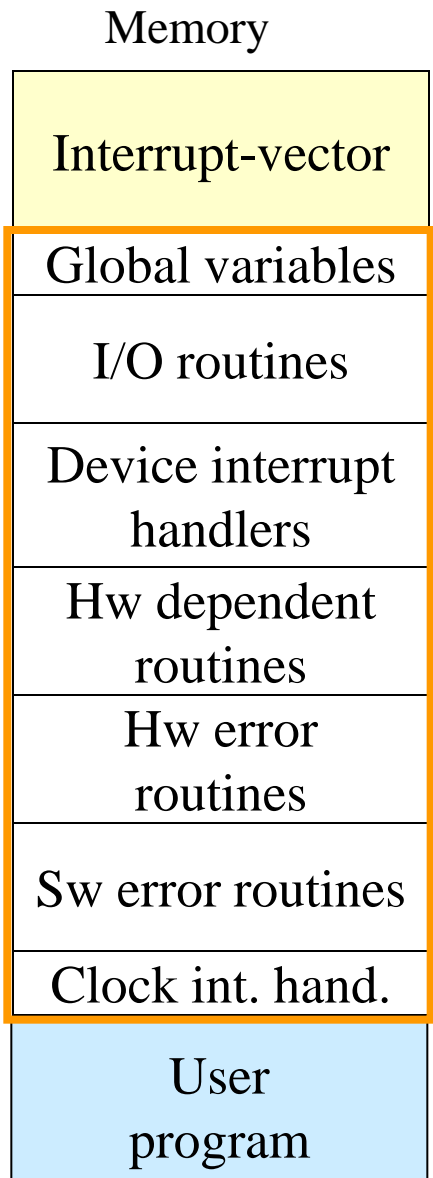 Memory
Interrupt-vector
Global variables
I/O routines
Device interrupt
handlers
Hw dependent
routines
Hw error
routines
Sw error routines
Clock int. hand.
User
program